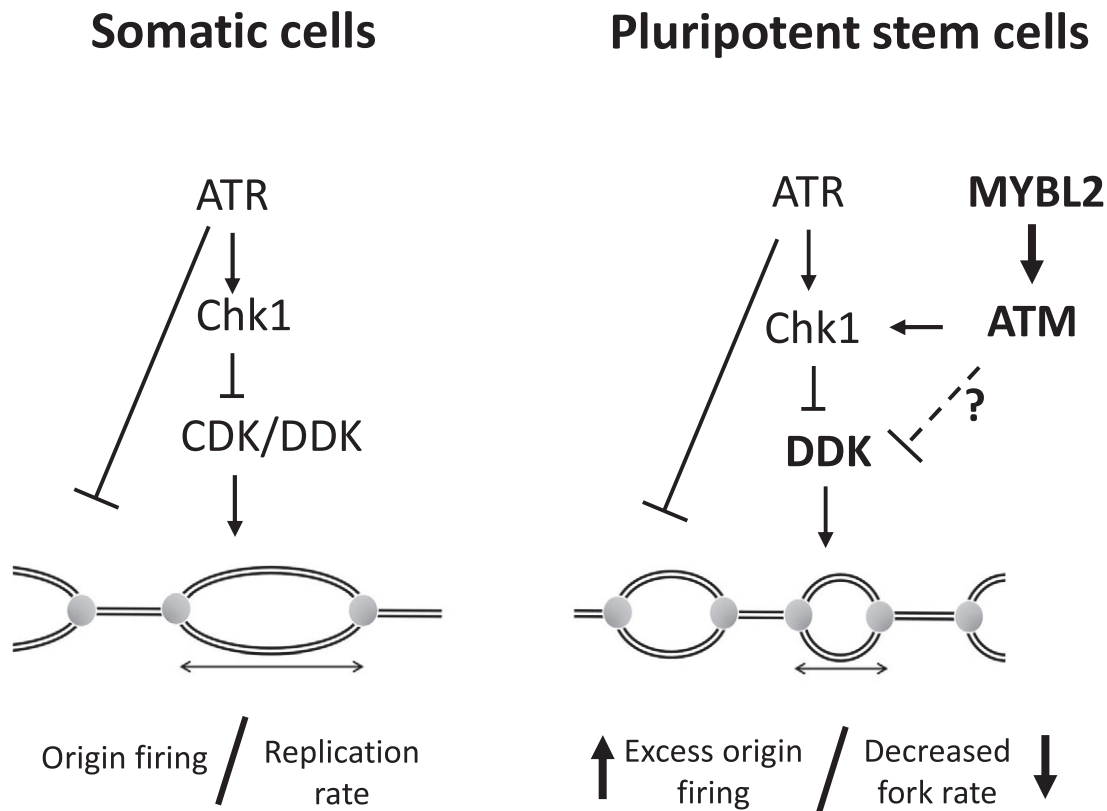 Somatic cells
ATR
Chk1
CDK/DDK
Origin firing / Replication
rate
Pluripotent stem cells
ATR
MYBL2
Chk1
ATM
?
DDK
Excess origin
firing
/
Decreased
fork rate